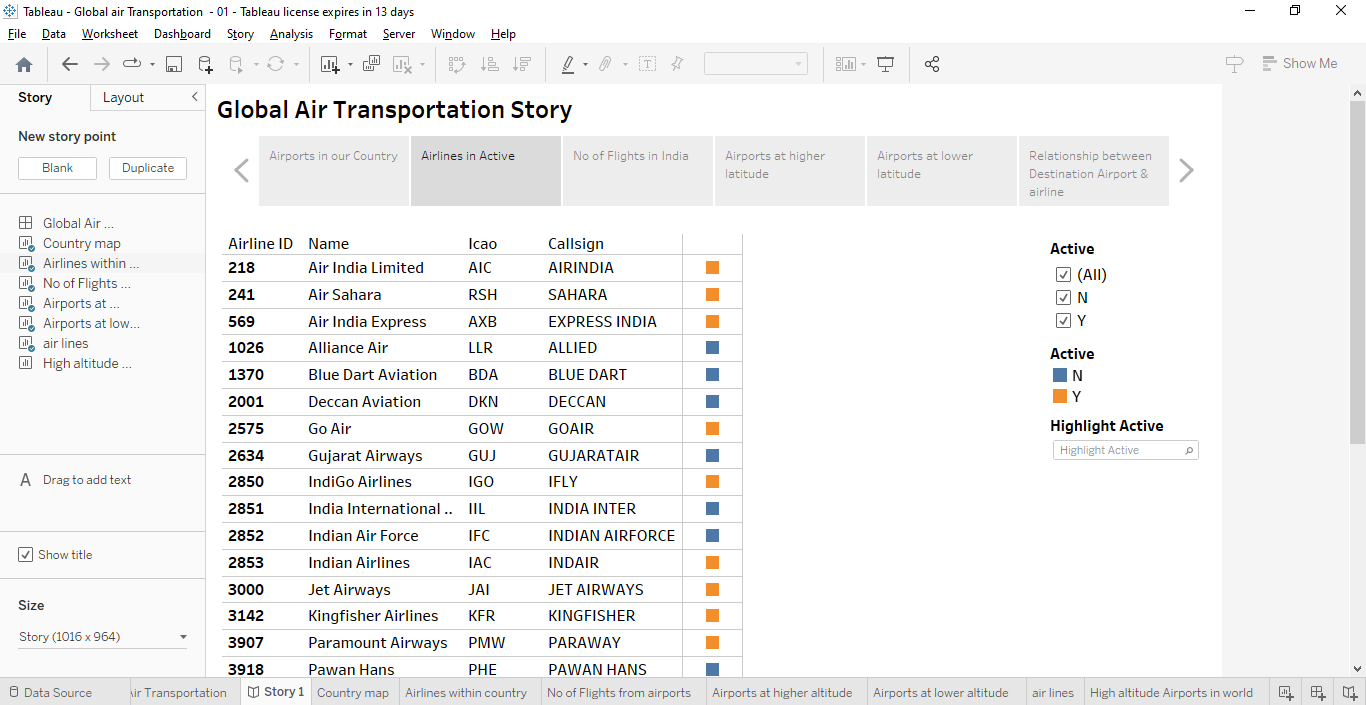 Tableau - Global air Transportation - 01 - Tableau license expires in 13 days
File Data Worksheet Dashboard Story Analysis Format Server Window Help
Show Me
Story Layout
New story point
Blank Duplicate
Global Air ...
Country map
Airlines within ...
No of Flights ...
Airports at ...
Airports at low...
air lines
High altitude ...
A Drag to add text
Show title
Size
Story (1016 x 964)
Global Air Transportation Story
Airports in our Country
Airlines in Active
No of Flights in India
Airports at higher
latitude
Airports at lower
latitude
Relationship between
Destination Airport &
airline
Airline ID Name Icao Callsign
218 Air India Limited AIC AIRINDIA
241 Air Sahara RSH SAHARA
569 Air India Express AXB EXPRESS INDIA
1026 Alliance Air LLR ALLIED
1370 Blue Dart Aviation BDA BLUE DART
2001 Deccan Aviation DKN DECCAN
2575 Go Air GOW GOAIR
2634 Gujarat Airways GUJ GUJARATAIR
2850 IndiGo Airlines IGO IFLY
2851 India International .. IIL INDIA INTER
2852 Indian Air Force IFC INDIAN AIRFORCE
2853 Indian Airlines IAC INDAIR
3000 Jet Airways JAI JET AIRWAYS
3142 Kingfisher Airlines KFR KINGFISHER
3907 Paramount Airways PMW PARAWAY
3918 Pawan Hans PHE PAWAN HANS
Active
(All)
N
Y
Active
N
Y
Highlight Active
Highlight Active
Data Source Air Transportation Story 1 Country map Airlines within country No of Flights from airports Airports at higher altitude Airports at lower altitude air lines High altitude Airports in world